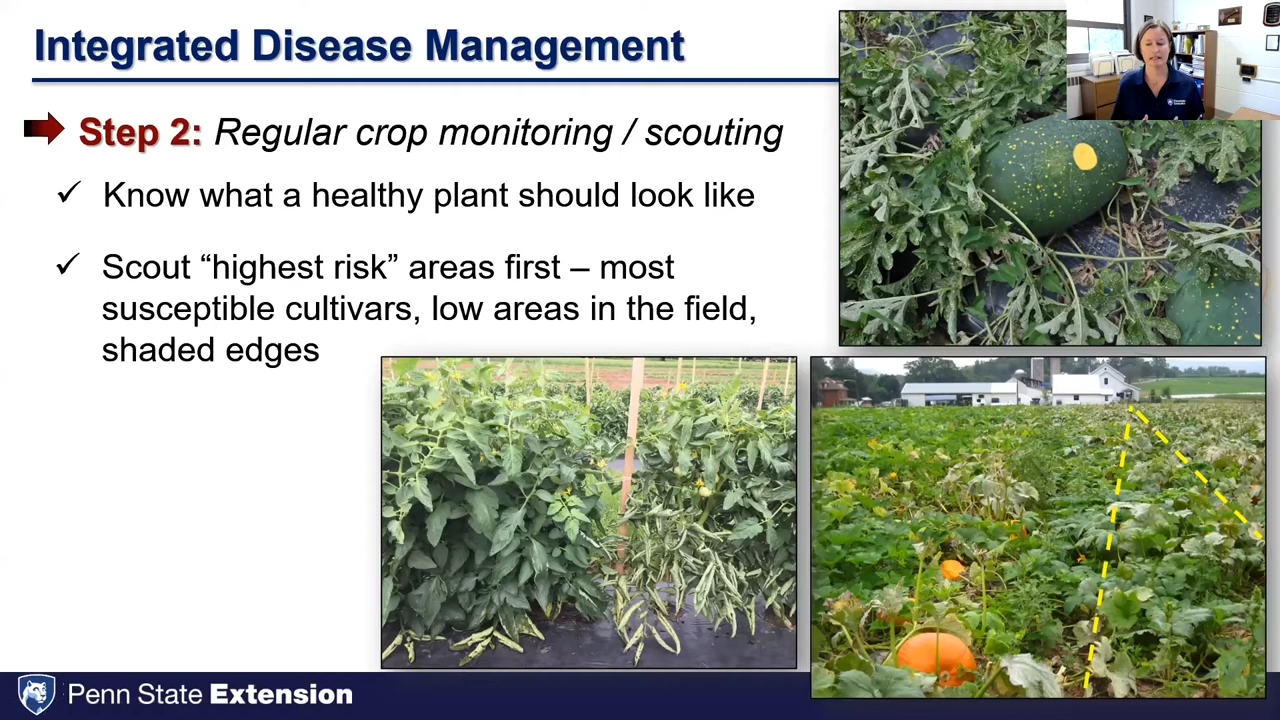 Integrated Disease Management
Step 2: Regular crop monitoring / scouting
✓ Know what a healthy plant should look like
✓ Scout “highest risk” areas first – most
susceptible cultivars, low areas in the field,
shaded edges
Penn State Extension